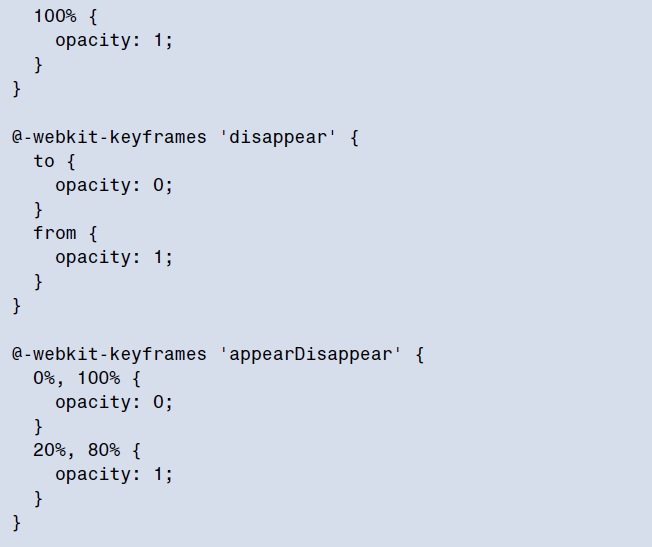 100% {
opacity: 1;
}
}
@-webkit-keyframes 'disappear' {
to {
opacity: 0;
}
from {
opacity: 1;
}
}
@-webkit-keyframes 'appearDisappear' {
0%, 100% {
opacity: 0;
}
20%, 80% {
opacity: 1;
}
}